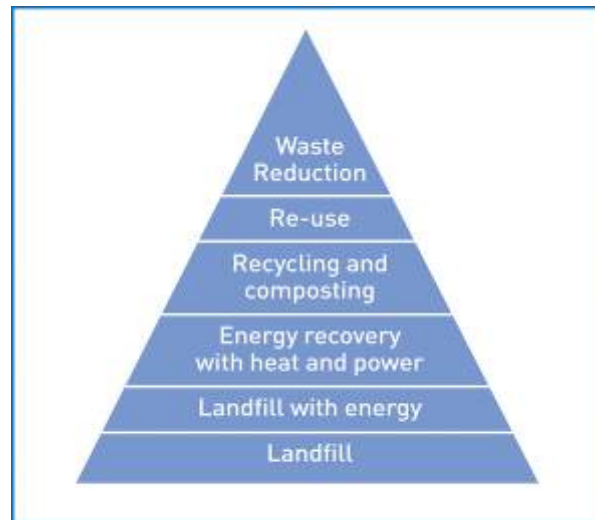 Waste
Reduction
Re-use
Recycling and
composting
Energy recovery
with heat and power
Landfill with energy
Landfill